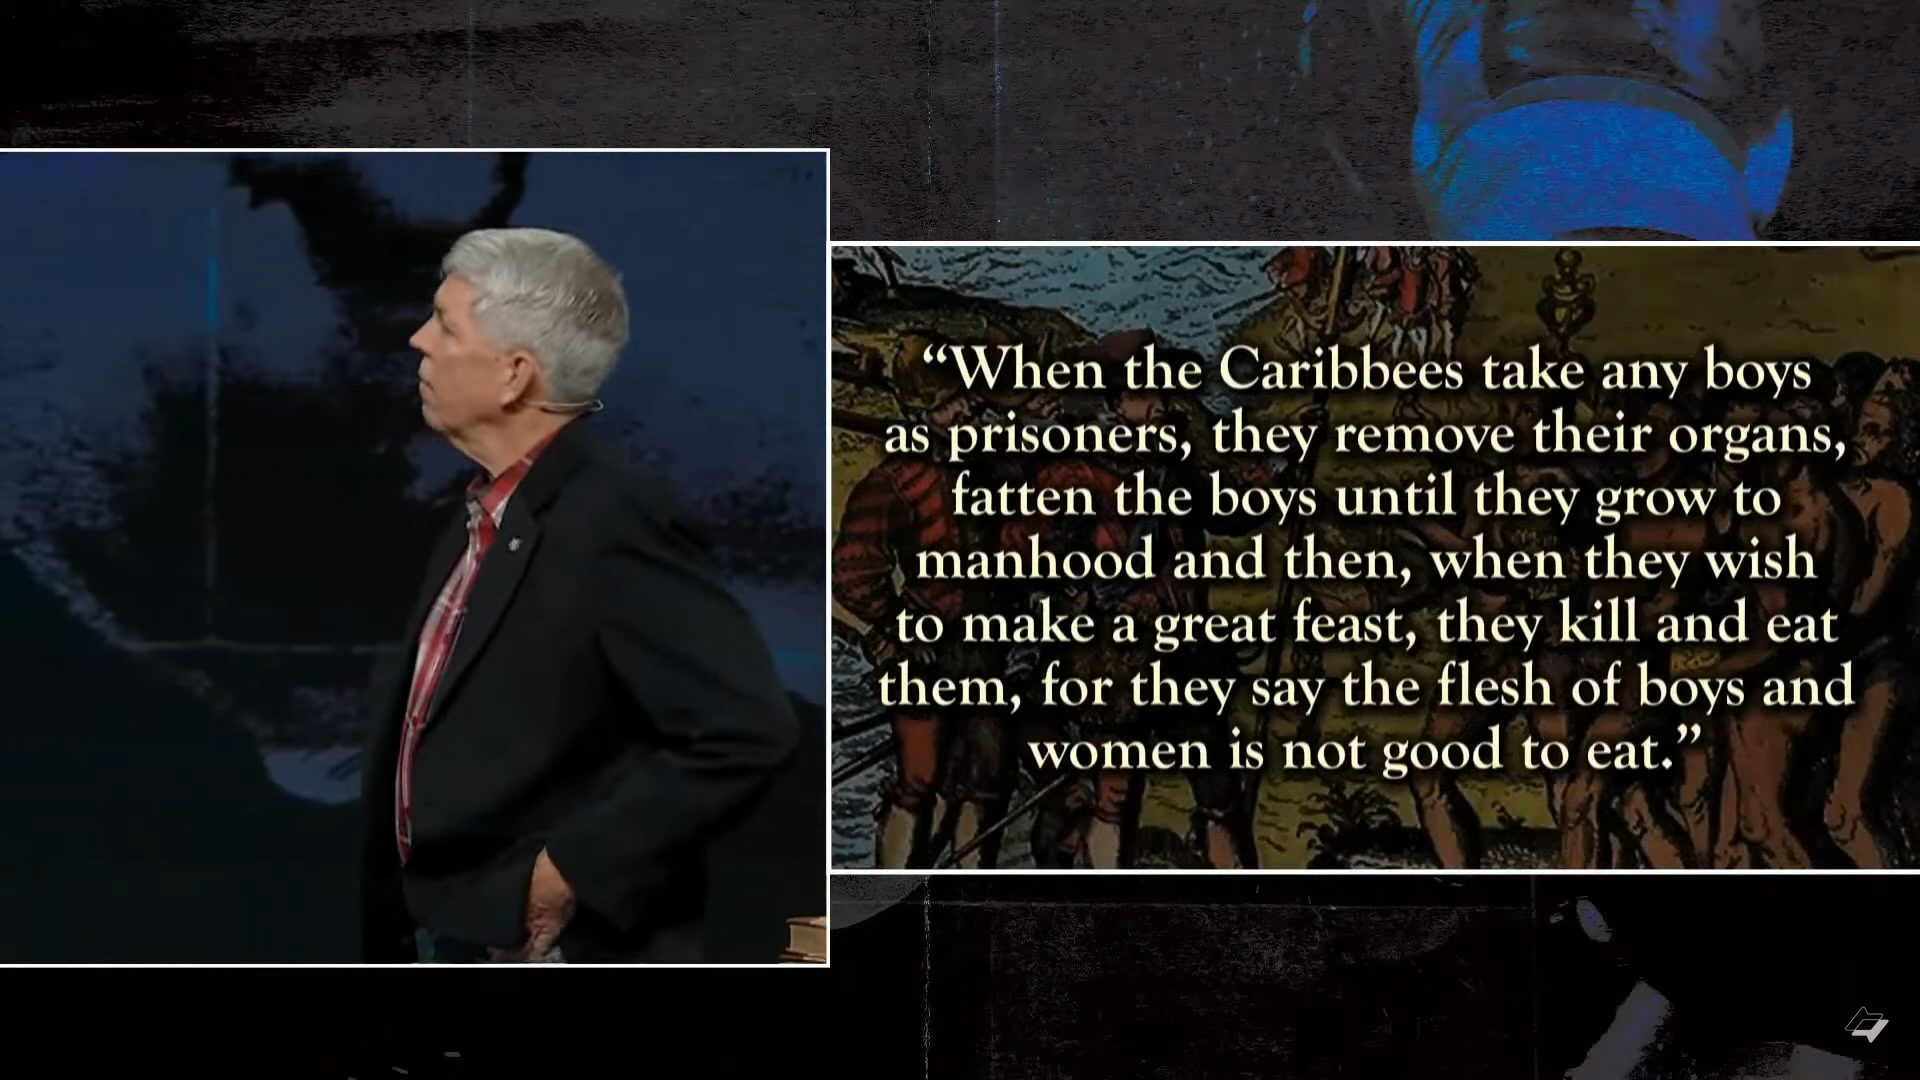 “When the Caribbees take any boys
as prisoners, they remove their organs,
fatten the boys until they grow to
manhood and then, when they wish
to make a great feast, they kill and eat
them, for they say the flesh of boys and
women is not good to eat.”